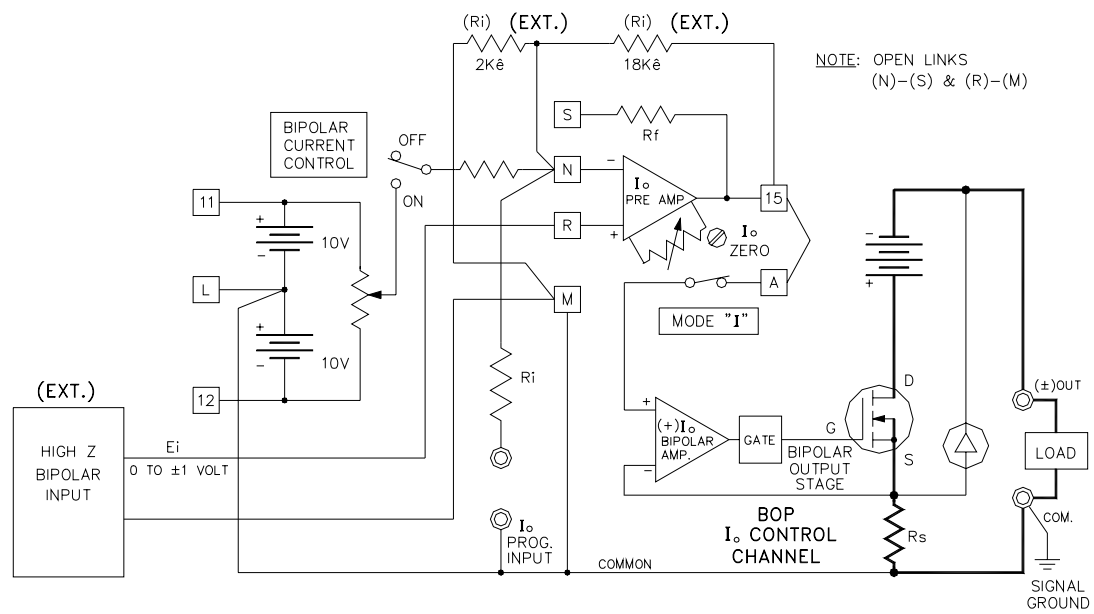 (Ri)
(EXT.)
(Ri)
(EXT.)
2Kê
18Kê
NOTE: OPEN LINKS
(N)-(S) & (R)-(M)
S
Rf
BIPOLAR
CURRENT
CONTROL
OFF
ON
N
-
Io
PRE AMP
15
R
+
Io
ZERO
11
+
10V
-
L
+
10V
-
12
M
A
MODE "I"
-
+
Ri
(EXT.)
HIGH Z
BIPOLAR
INPUT
Ei
0 TO ±1 VOLT
+
(+)Io
BIPOLAR
AMP.
-
GATE
G
D
S
BIPOLAR
OUTPUT
STAGE
(±)OUT
LOAD
COM.
Io
PROG.
INPUT
BOP
Io CONTROL
CHANNEL
Rs
COMMON
SIGNAL
GROUND